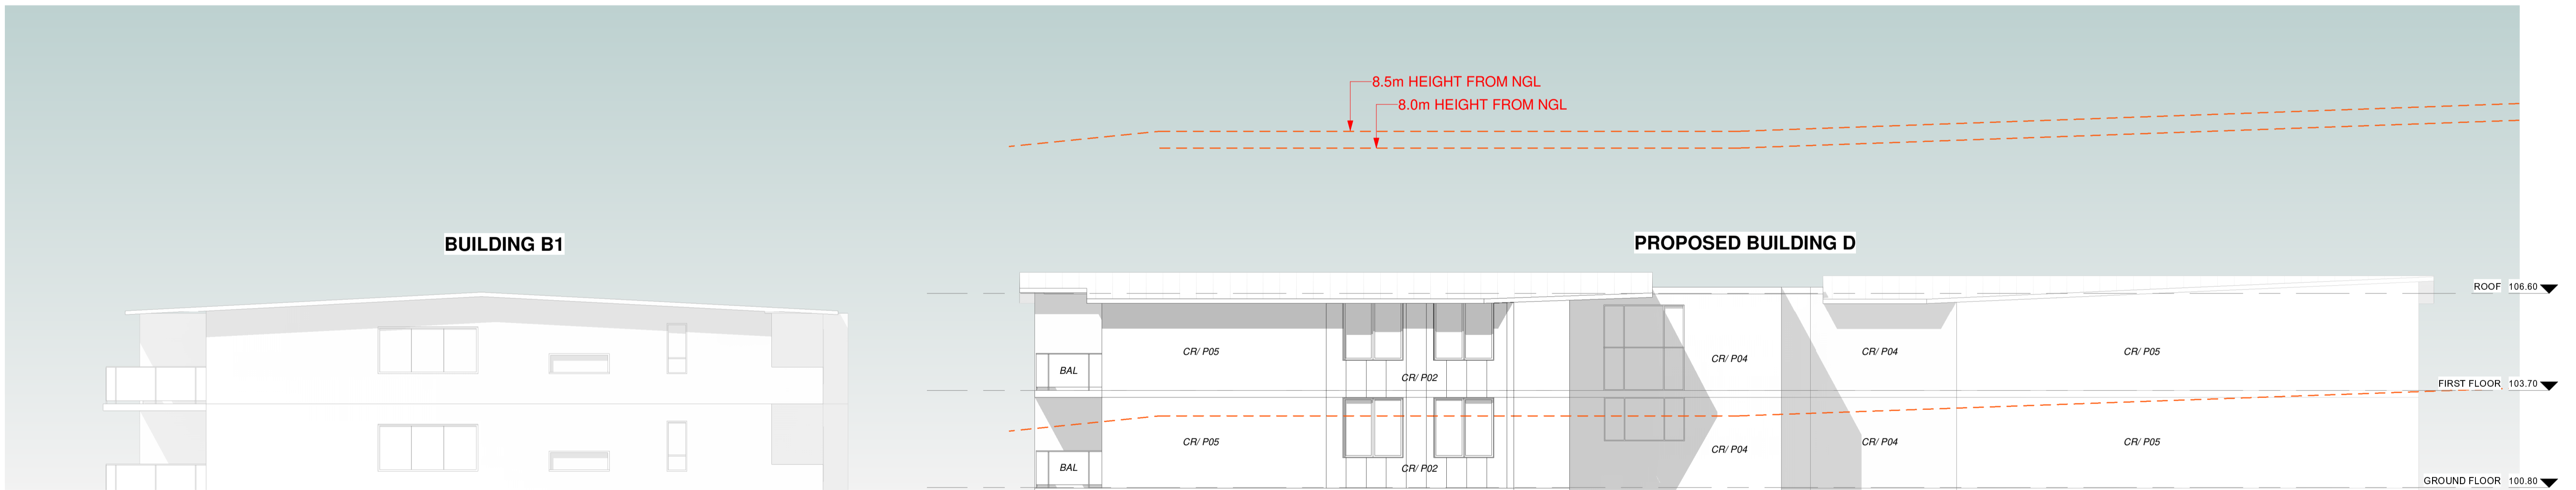 8.5m HEIGHT FROM NGL
8.0m HEIGHT FROM NGL
BUILDING B1
PROPOSED BUILDING D
ROOF 106.60
CR/ P05
CR/ P04
CR/ P04
CR/ P05
BAL
CR/ P02
FIRST FLOOR 103.70
CR/ P05
CR/ P04
CR/ P04
CR/ P05
BAL
CR/ P02
GROUND FLOOR 100.80